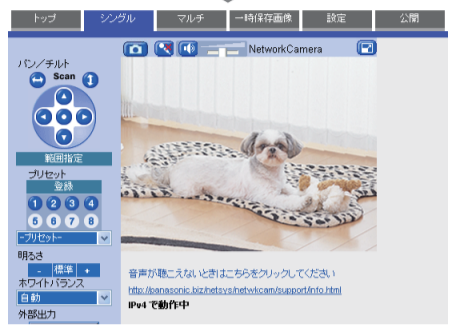 トップ シングル マルチ 一時保存画像 設定 公開
NetworkCamera
パン/チルト
Scan
範囲指定
プリセット
登録
1 2 3 4
5 6 7 8
-プリセット-
明るさ
- 標準 +
ホワイトバランス
自動
外部出力
音声が聴こえないときはこちらをクリックしてください
http://panasonic.biz/netsys/netwkcam/support/info.html
IPv4 で動作中